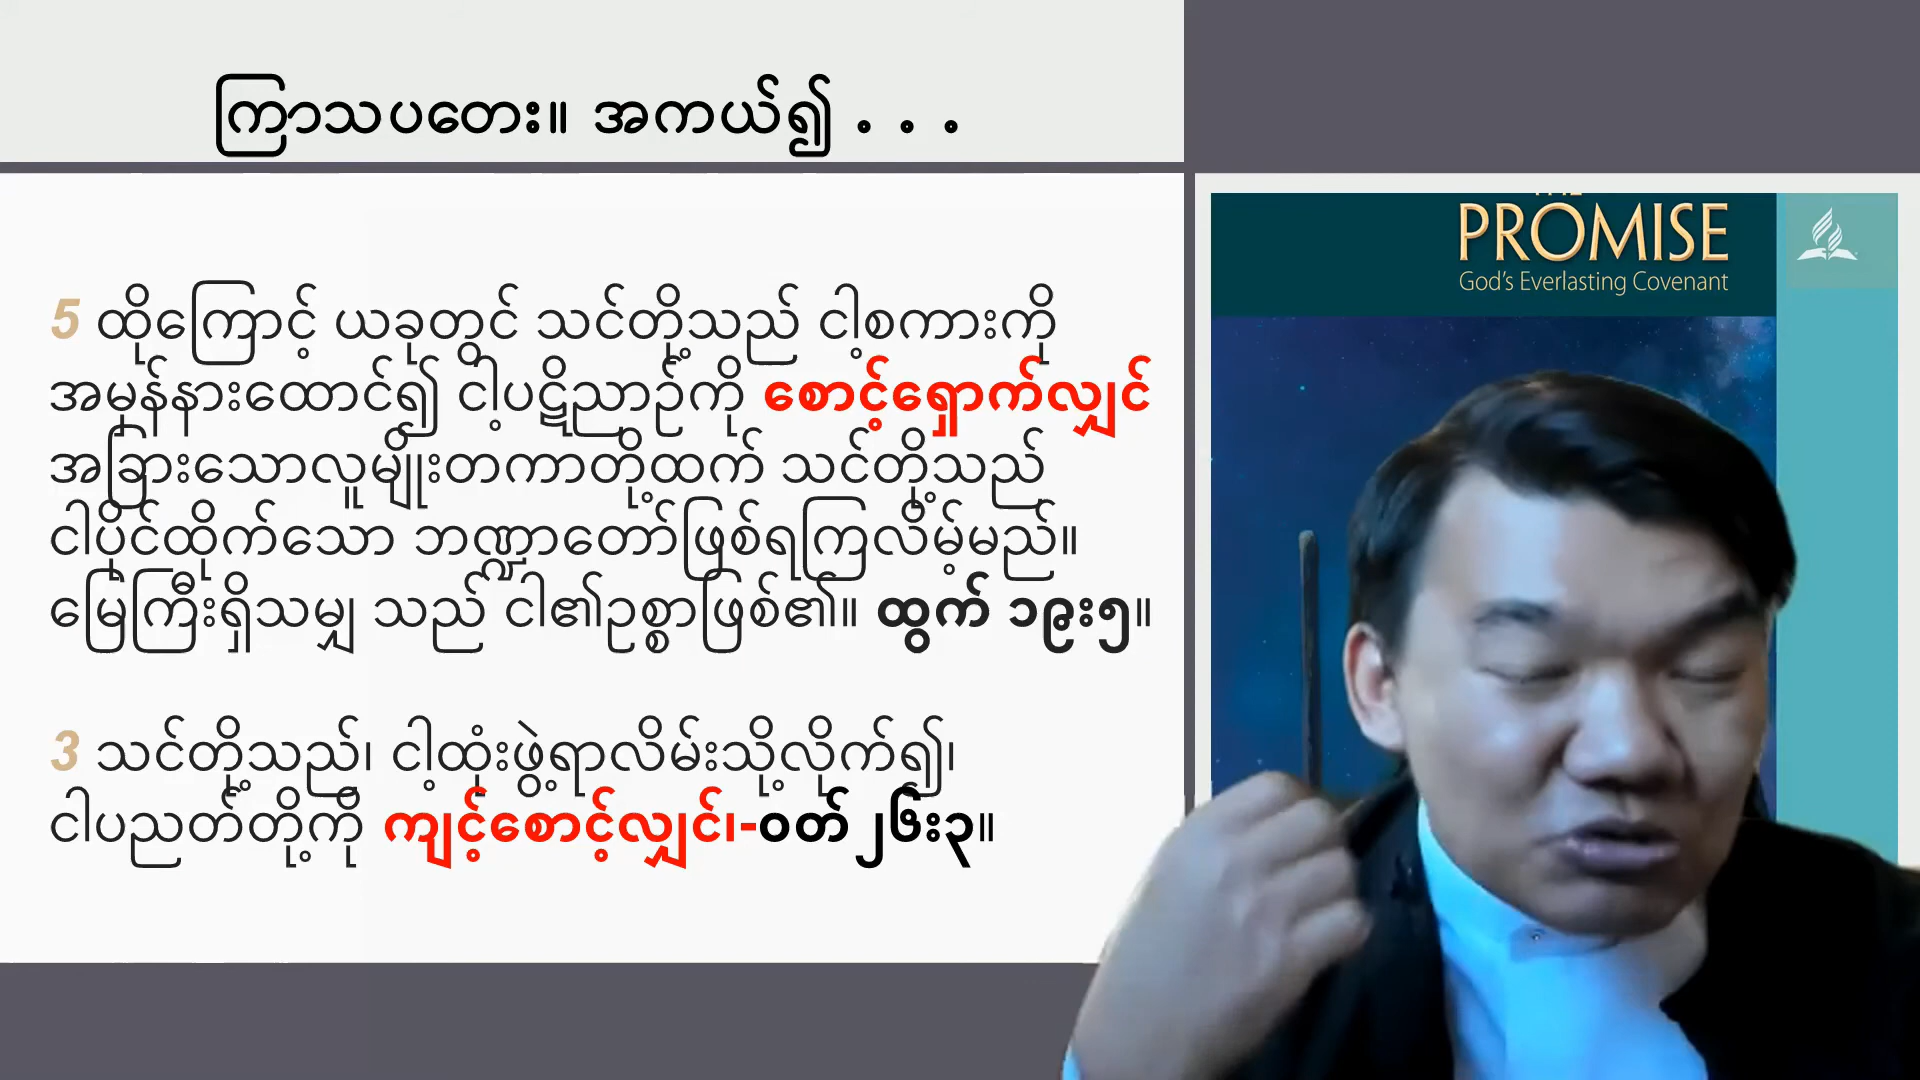 ကြာသပတေး။ အကယ်၍ . . .
5 ထိုကြောင့် ယခုတွင် သင်တို့သည် ငါ့စကားကို
အမှန်နားထောင်၍ ငါ့ပဋိညာဉ်ကို စောင့်ရှောက်လျှင်
အခြားသောလူမျိုးတကာတို့ထက် သင်တို့သည်
ငါပိုင်ထိုက်သော ဘဏ္ဍာတော်ဖြစ်ရကြလိမ့်မည်။
မြေကြီးရှိသမျှ သည် ငါ၏ဥစ္စာဖြစ်၏။ ထွက် ၁၉း၅။
3 သင်တို့သည်၊ ငါ့ထုံးဖွဲ့ရာလမ်းသို့လိုက်၍၊
ငါပညတ်တို့ကို ကျင့်စောင့်လျှင်၊-ဝတ်၂၆း၃။
PROMISE
God's Everlasting Covenant